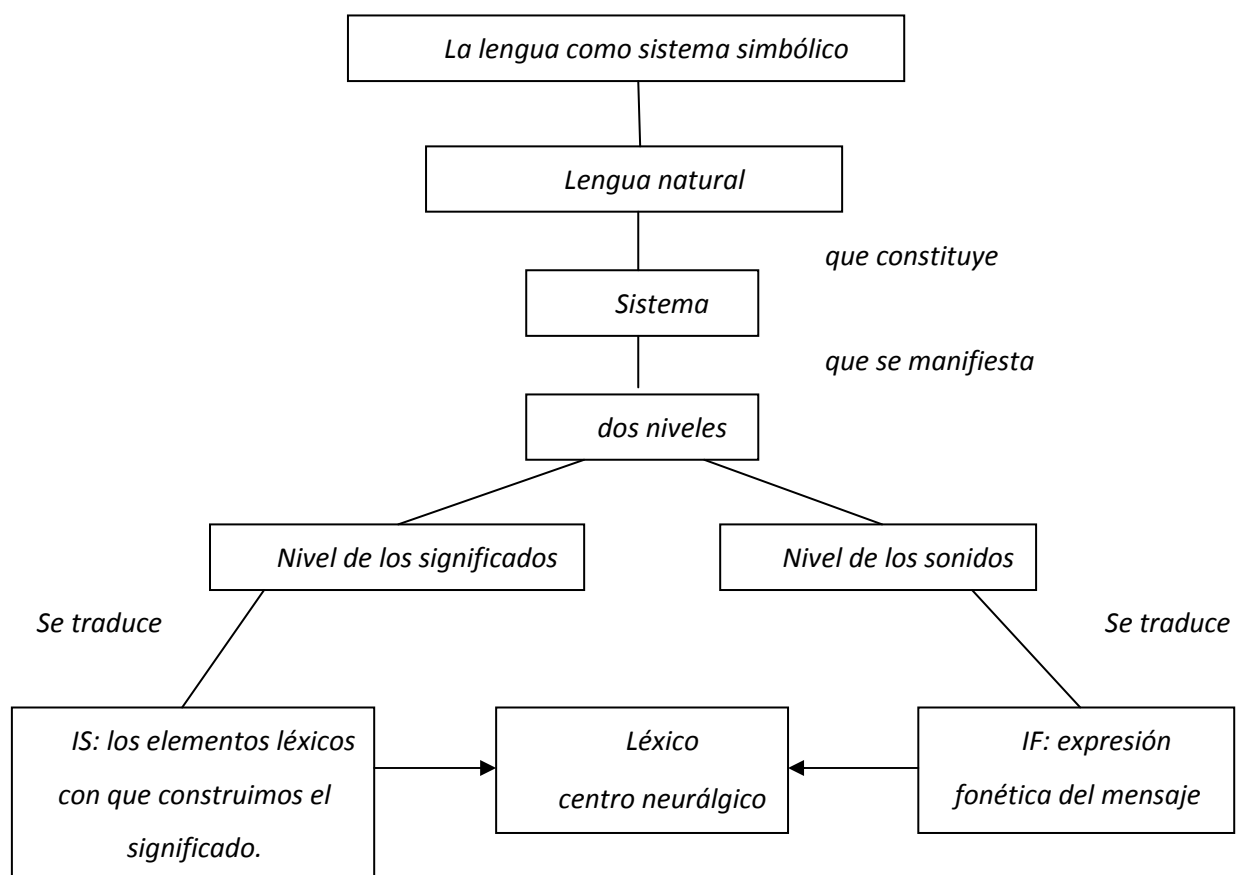 La lengua como sistema simbólico
Lengua natural
que constituye
Sistema
que se manifiesta
dos niveles
Nivel de los significados
Nivel de los sonidos
Se traduce
Se traduce
IS: los elementos léxicos
con que construimos el
significado.
Léxico
centro neurálgico
IF: expresión
fonética del mensaje